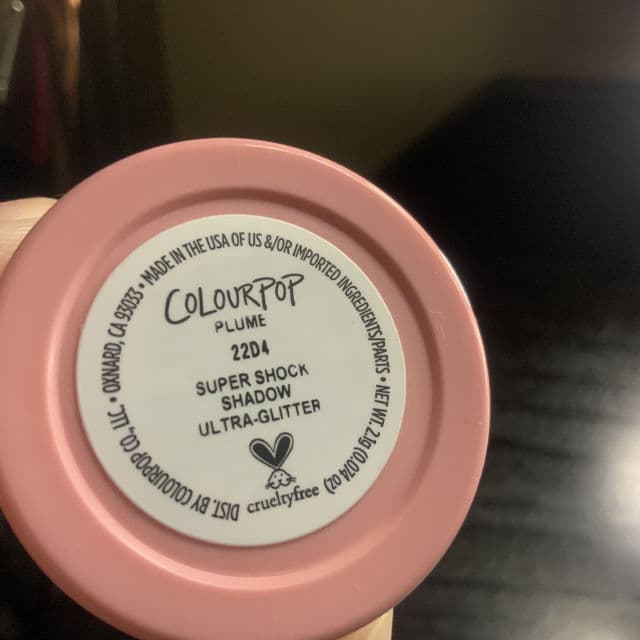 COLOURPOP
PLUME
22D4
SUPER SHOCK
SHADOW
ULTRA-GLITTER
crueltyfree
DIST. BY COLOURPOP CO., LLC. • OXNARD, CA 93033 • MADE IN THE USA OF US &/OR IMPORTED INGREDIENTS/PARTS • NET WT. 2.1g (0.074 oz)